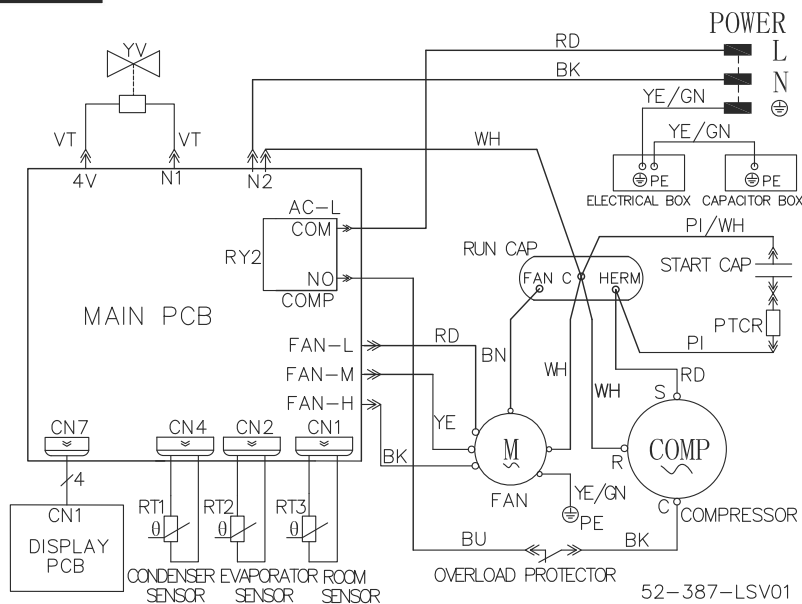 POWER
YV
RD
L
BK
N
YE/GN
VT
VT
WH
YE/GN
4V
N1
N2
PE
PE
ELECTRICAL BOX
CAPACITOR BOX
AC-L
COM
RY2
NO
COMP
PI/WH
RUN CAP
START CAP
FAN
C
HERM
MAIN PCB
PTCR
RD
PI
FAN-L
BN
FAN-M
WH
WH
RD
FAN-H
S
YE
CN7
CN4
CN2
CN1
M
COMP
BK
R
4
FAN
YE/GN
C
COMPRESSOR
CN1
RT1
RT2
RT3
θ
θ
θ
PE
DISPLAY
PCB
BU
BK
CONDENSER
SENSOR
EVAPORATOR
SENSOR
ROOM
SENSOR
OVERLOAD PROTECTOR
52-387-LSV01